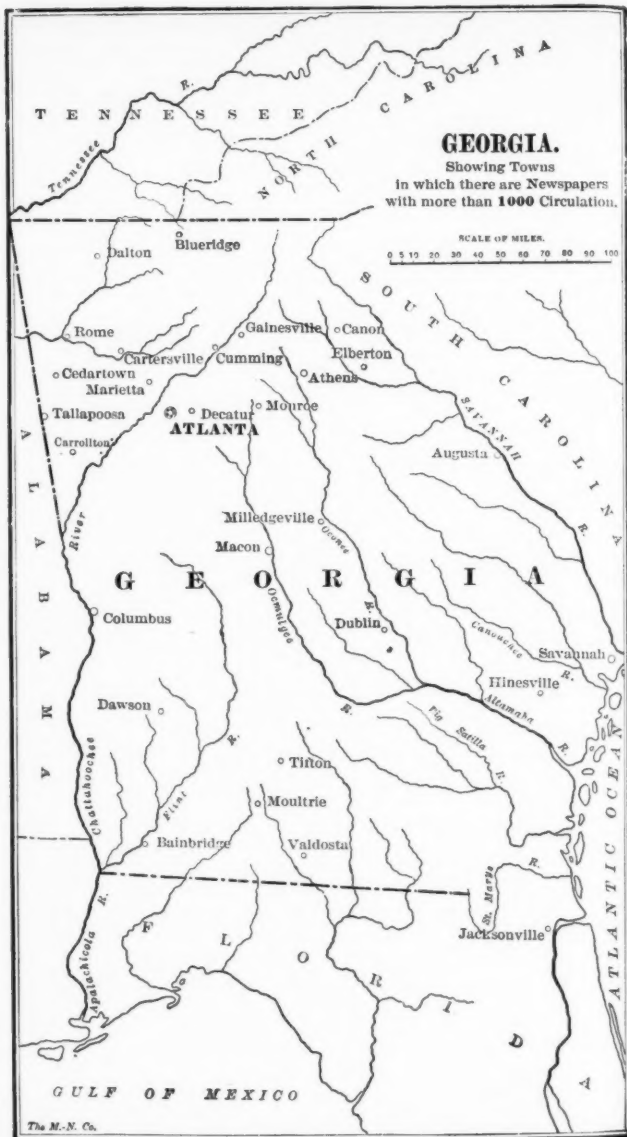 TENNESSEE
R.
Tennessee
NORTH CAROLINA
GEORGIA.
Showing Towns
in which there are Newspapers
with more than 1000 Circulation.
SCALE OF MILES.
0 5 10 20 30 40 50 60 70 80 90 100
Blueridge
Dalton
SOUTH CAROLINA
Rome
Gainesville
Canon
Cartersville
Cumming
Elberton
Cedartown
Marietta
Athens
Tallapoosa
Decatur
Monroe
ATLANTA
Carrollton
SAVANNAH
R.
Augusta
ALABAMA
River
Milledgeville
Oconee
R.
Macon
GEORGIA
Ocmulgee
R.
Columbus
Dublin
Canouchee
R.
Savannah
Hinesville
Dawson
Altamaha
R.
Satilla
R
Chattahoochee
Flint
R.
Tifton
Moultrie
Bainbridge
Valdosta
St. Marys
R.
ATLANTIC OCEAN
Apalachicola
R.
FLORIDA
Jacksonville
GULF OF MEXICO
The M.-N. Co.